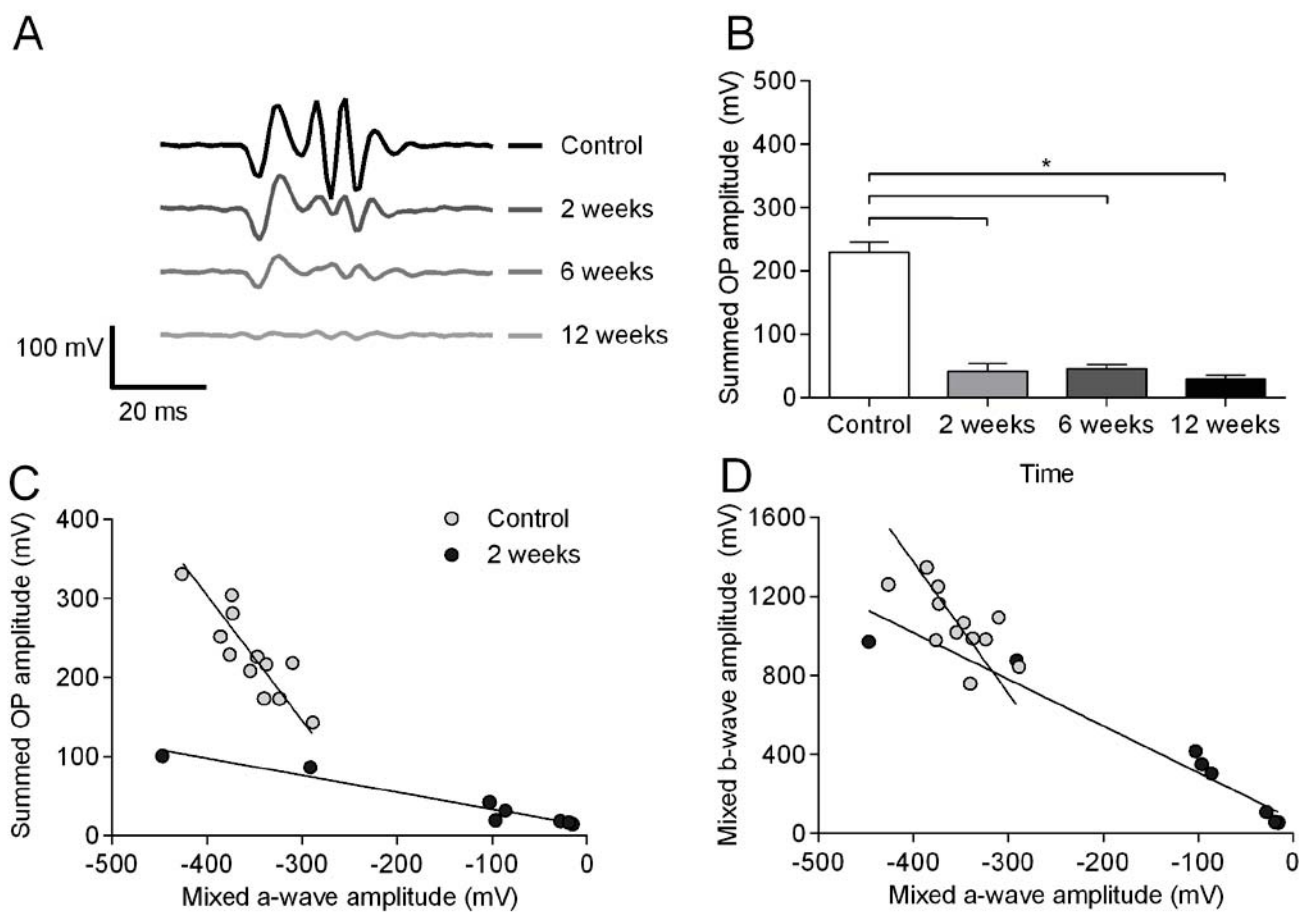 A
Control
2 weeks
6 weeks
12 weeks
100 mV
20 ms
B
Summed OP amplitude (mV)
500
400
300
200
100
0
*
Control 2 weeks 6 weeks 12 weeks
Time
C
Summed OP amplitude (mV)
400
300
200
100
0
Control
2 weeks
-500 -400 -300 -200 -100 0
Mixed a-wave amplitude (mV)
D
Mixed b-wave amplitude (mV)
1600
1200
800
400
0
-500 -400 -300 -200 -100 0
Mixed a-wave amplitude (mV)